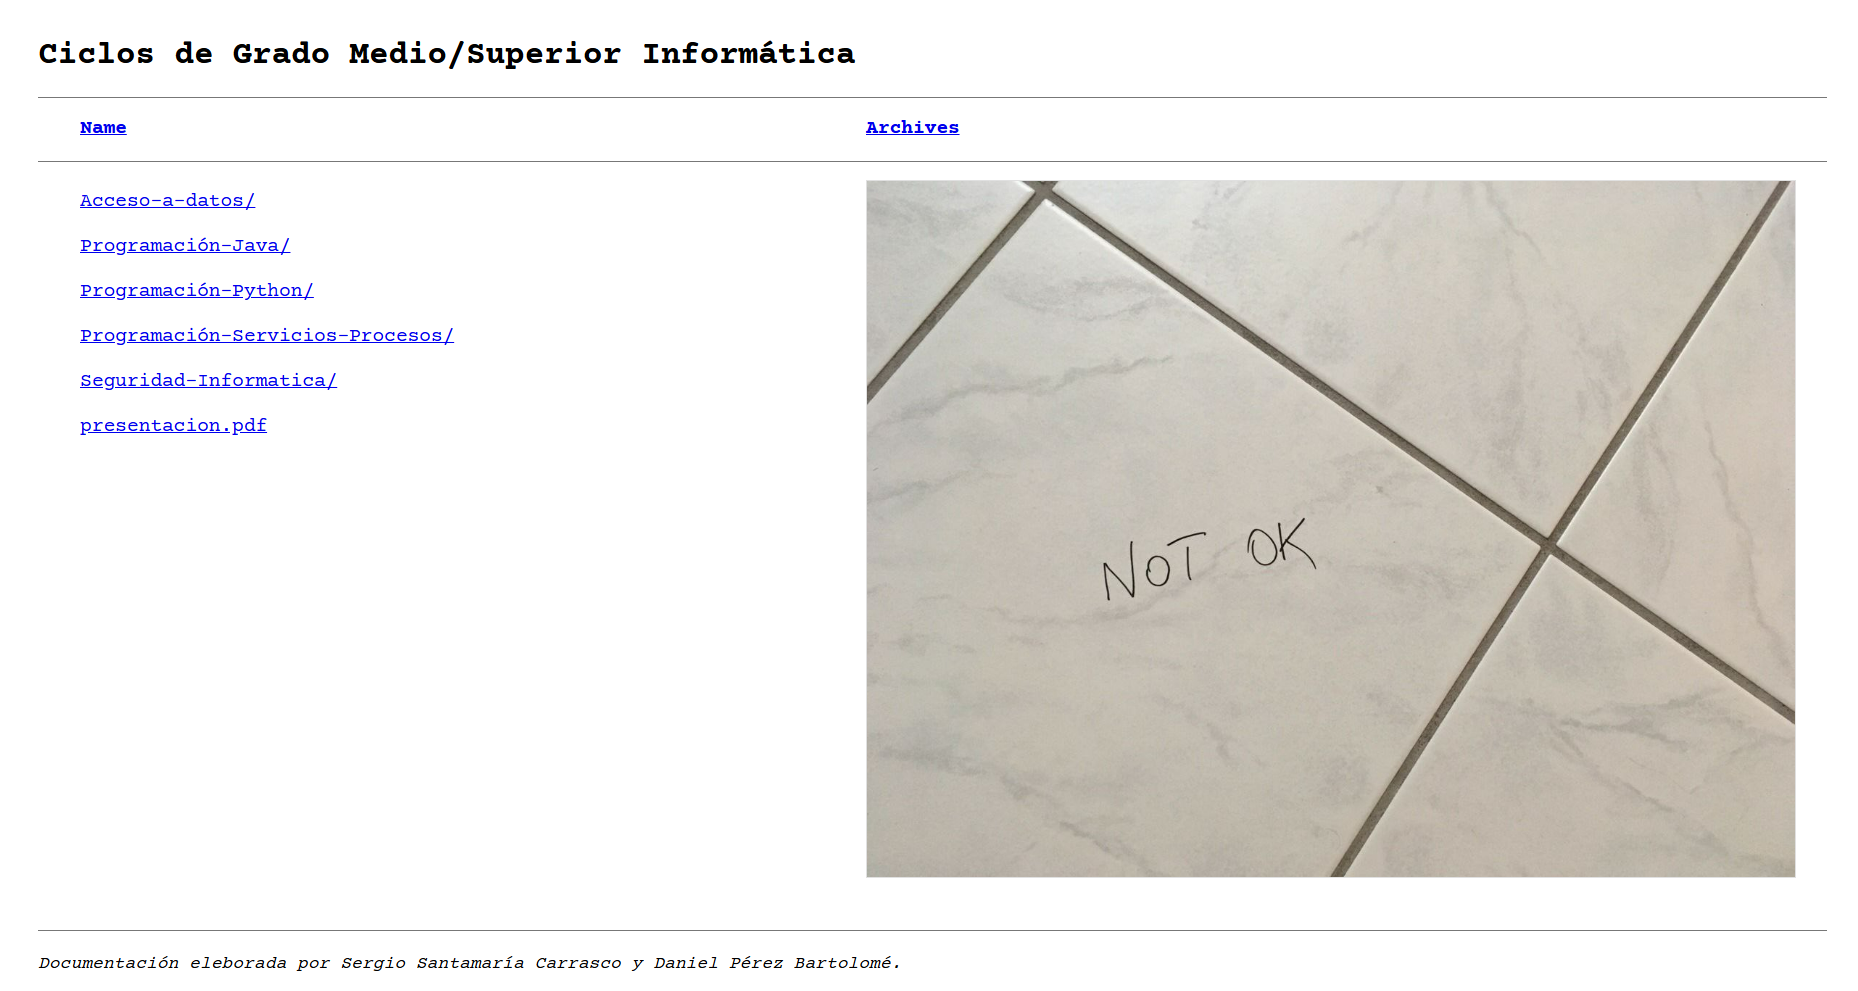 Ciclos de Grado Medio/Superior Informática
Name
Archives
Acceso-a-datos/
Programación-Java/
Programación-Python/
Programación-Servicios-Procesos/
Seguridad-Informatica/
presentacion.pdf
NOT OK
Documentación eleborada por Sergio Santamaría Carrasco y Daniel Pérez Bartolomé.